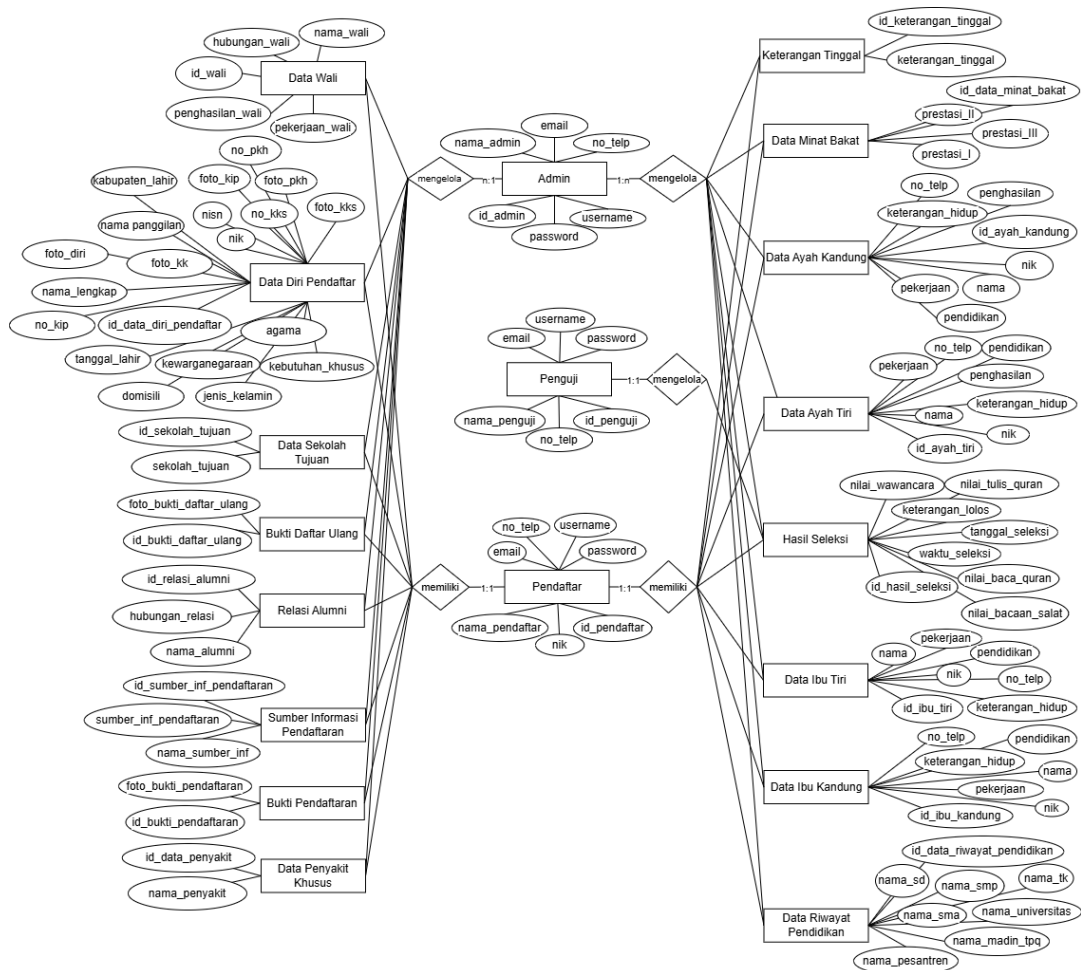 nama_wali
hubungan_wali
id_wali
Data Wali
penghasilan_wali
pekerjaan_wali
no_pkh
foto_kip
foto_pkh
kabupaten_lahir
nisn
no_kks
foto_kks
nama panggilan
nik
foto_diri
foto_kk
Data Diri Pendaftar
nama_lengkap
no_kip
id_data_diri_pendaftar
agama
tanggal_lahir
kewarganegaraan
kebutuhan_khusus
domisili
jenis_kelamin
id_sekolah_tujuan
Data Sekolah
Tujuan
sekolah_tujuan
foto_bukti_daftar_ulang
Bukti Daftar Ulang
id_bukti_daftar_ulang
id_relasi_alumni
hubungan_relasi
Relasi Alumni
nama_alumni
id_sumber_inf_pendaftaran
sumber_inf_pendaftaran
Sumber Informasi
Pendaftaran
nama_sumber_inf
foto_bukti_pendaftaran
Bukti Pendaftaran
id_bukti_pendaftaran
id_data_penyakit
Data Penyakit
Khusus
nama_penyakit
email
nama_admin
no_telp
mengelola
n:1
Admin
1:n
mengelola
id_admin
username
password
username
email
password
Penguji
1:1
mengelola
nama_penguji
id_penguji
no_telp
no_telp
username
email
password
memiliki
1:1
Pendaftar
1:1
memiliki
nama_pendaftar
id_pendaftar
nik
id_keterangan_tinggal
Keterangan Tinggal
keterangan_tinggal
id_data_minat_bakat
prestasi_II
Data Minat Bakat
prestasi_III
prestasi_I
no_telp
penghasilan
keterangan_hidup
id_ayah_kandung
Data Ayah Kandung
nik
pekerjaan
nama
pendidikan
no_telp
pendidikan
pekerjaan
penghasilan
Data Ayah Tiri
keterangan_hidup
nama
nik
id_ayah_tiri
nilai_wawancara
nilai_tulis_quran
keterangan_lolos
tanggal_seleksi
Hasil Seleksi
waktu_seleksi
nilai_baca_quran
id_hasil_seleksi
nilai_bacaan_salat
pekerjaan
nama
pendidikan
Data Ibu Tiri
nik
no_telp
id_ibu_tiri
keterangan_hidup
no_telp
pendidikan
keterangan_hidup
nama
Data Ibu Kandung
pekerjaan
nik
id_ibu_kandung
id_data_riwayat_pendidikan
nama_sd
nama_smp
nama_tk
Data Riwayat
Pendidikan
nama_sma
nama_universitas
nama_madin_tpq
nama_pesantren